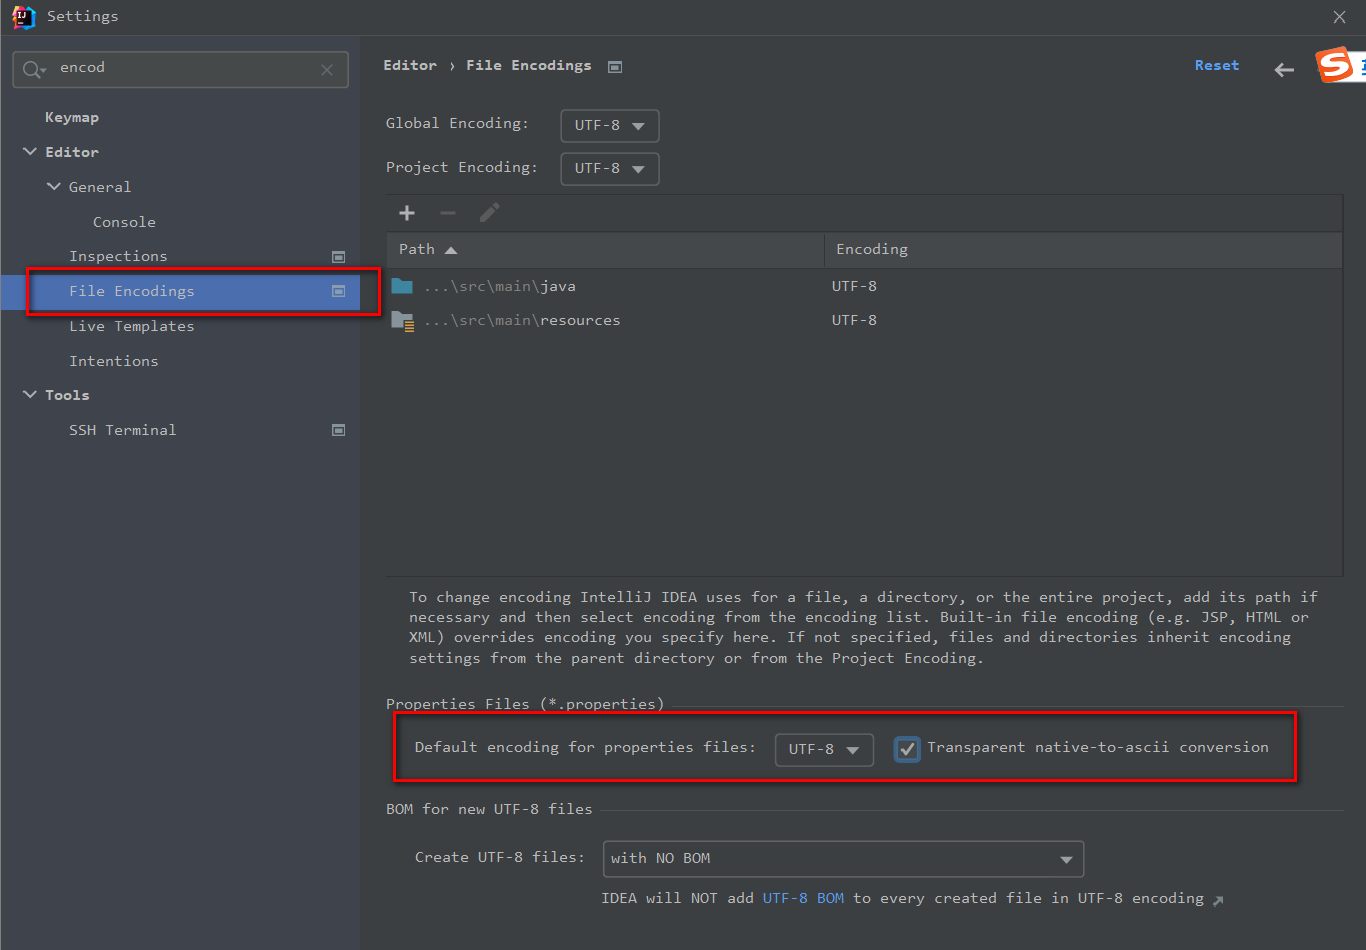 Settings
encod
Keymap
Editor
General
Console
Inspections
File Encodings
Live Templates
Intentions
Tools
SSH Terminal
Editor › File Encodings
Reset
Global Encoding: UTF-8
Project Encoding: UTF-8
Path Encoding
...\src\main\java UTF-8
...\src\main\resources UTF-8
To change encoding IntelliJ IDEA uses for a file, a directory, or the entire project, add its path if
necessary and then select encoding from the encoding list. Built-in file encoding (e.g. JSP, HTML or
XML) overrides encoding you specify here. If not specified, files and directories inherit encoding
settings from the parent directory or from the Project Encoding.
Properties Files (*.properties)
Default encoding for properties files: UTF-8 Transparent native-to-ascii conversion
BOM for new UTF-8 files
Create UTF-8 files: with NO BOM
IDEA will NOT add UTF-8 BOM to every created file in UTF-8 encoding